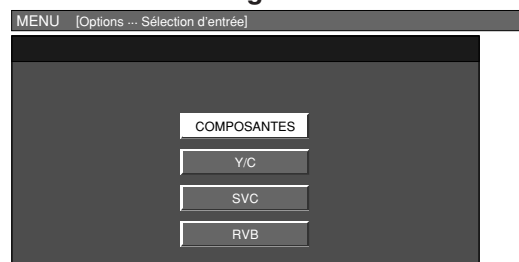 MENU [Options ··· Sélection d'entrée]
COMPOSANTES
Y/C
SVC
RVB